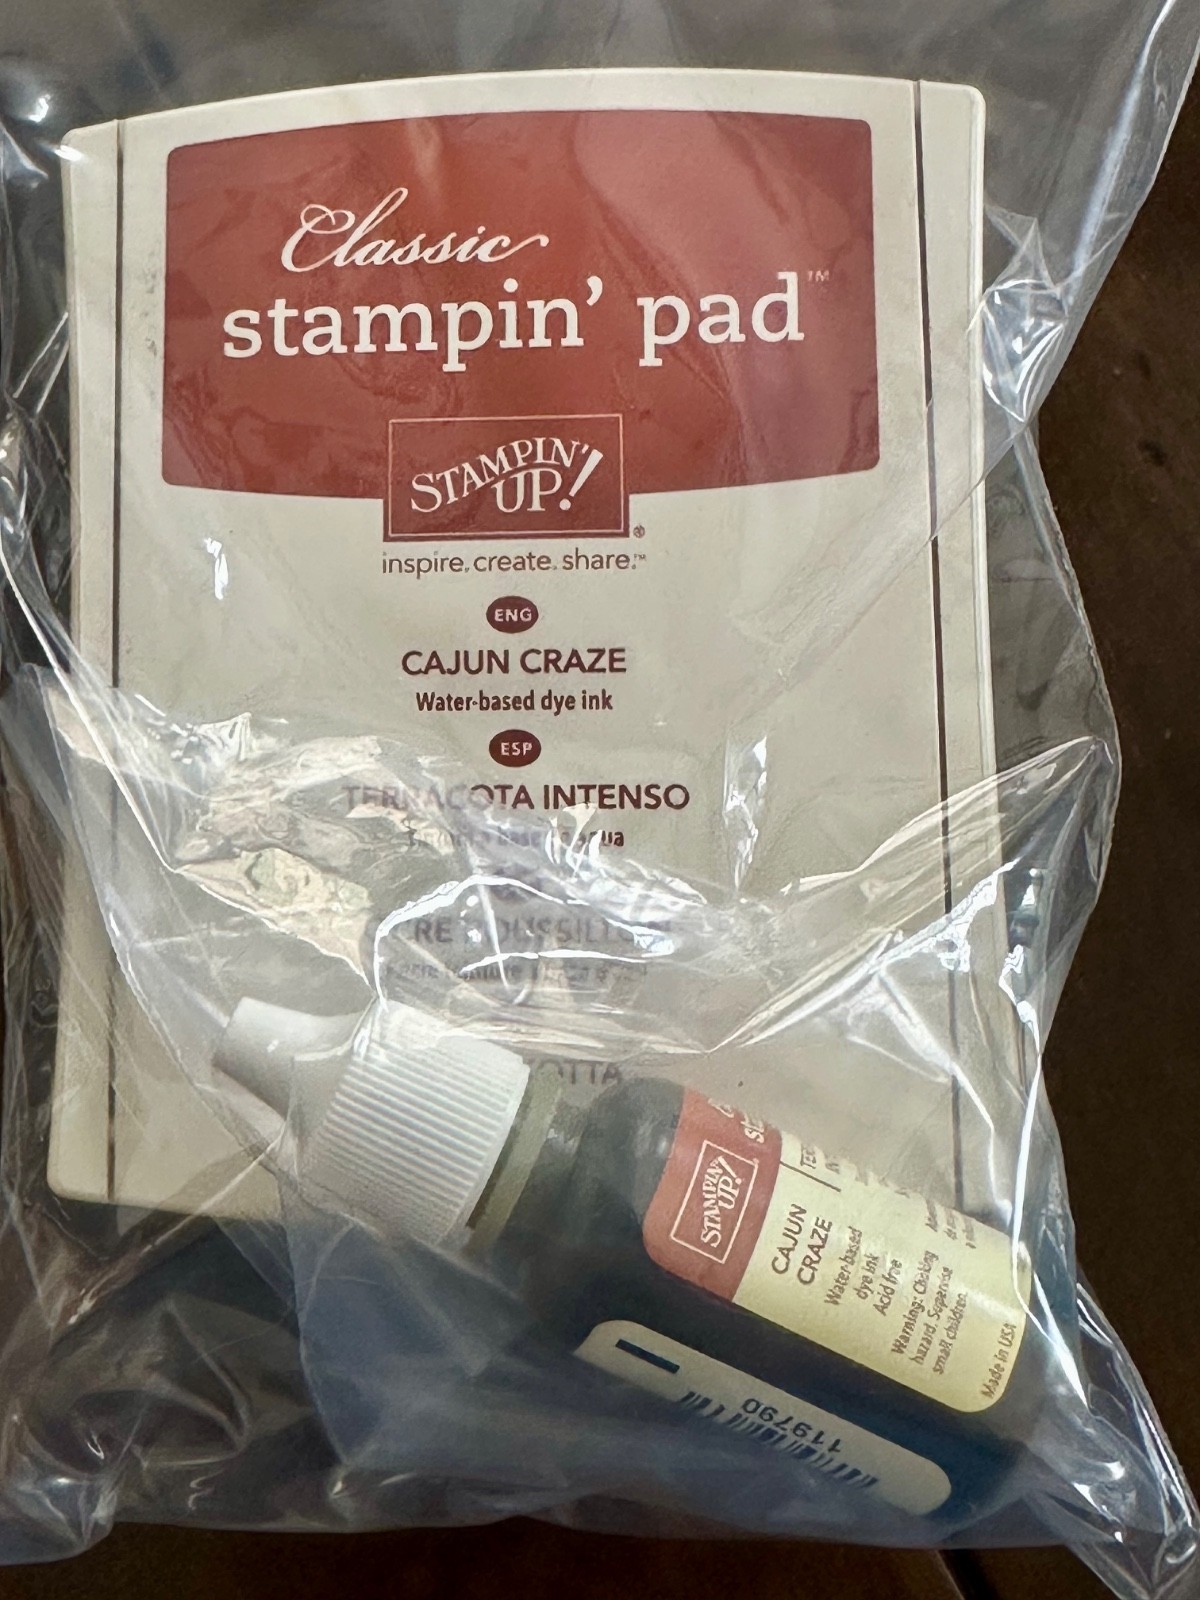 Classic
stampin' pad™
STAMPIN'
UP!®
inspire. create. share.™
ENG
CAJUN CRAZE
Water-based dye ink
ESP
TERRACOTA INTENSO
STAMPIN'
UP!
CAJUN
CRAZE
Water-based
dye ink
Acid free
Warning: Choking
hazard. Supervise
small children.
Made in USA
119790